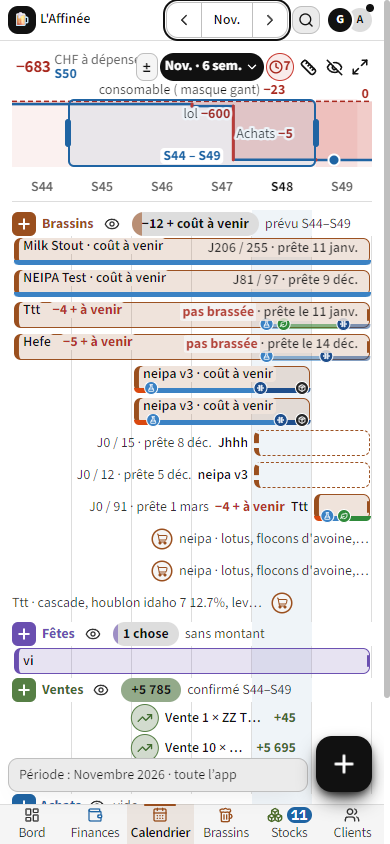 L'Affinée
Nov.
G A
−683 CHF à dépense
S50
±
Nov. · 6 sem.
7
consomable ( masque gant) −23
0
lol −600
Achats −5
S44 – S49
S44 S45 S46 S47 S48 S49
Brassins −12 + coût à venir prévu S44–S49
Milk Stout · coût à venir J206 / 255 · prête 11 janv.
NEIPA Test · coût à venir J81 / 97 · prête 9 déc.
Ttt −4 + à venir pas brassée · prête le 11 janv.
Hefe −5 + à venir pas brassée · prête le 14 déc.
neipa v3 · coût à venir
neipa v3 · coût à venir
J0 / 15 · prête 8 déc. Jhhh
J0 / 12 · prête 5 déc. neipa v3
J0 / 91 · prête 1 mars −4 + à venir Ttt
neipa · lotus, flocons d'avoine,…
neipa · lotus, flocons d'avoine,…
Ttt · cascade, houblon idaho 7 12.7%, lev…
Fêtes 1 chose sans montant
vi
Ventes +5 785 confirmé S44–S49
Vente 1 × ZZ T… +45
Vente 10 × … +5 695
Période : Novembre 2026 · toute l'app
+
Achats vide
Bord Finances Calendrier Brassins Stocks 11 Clients